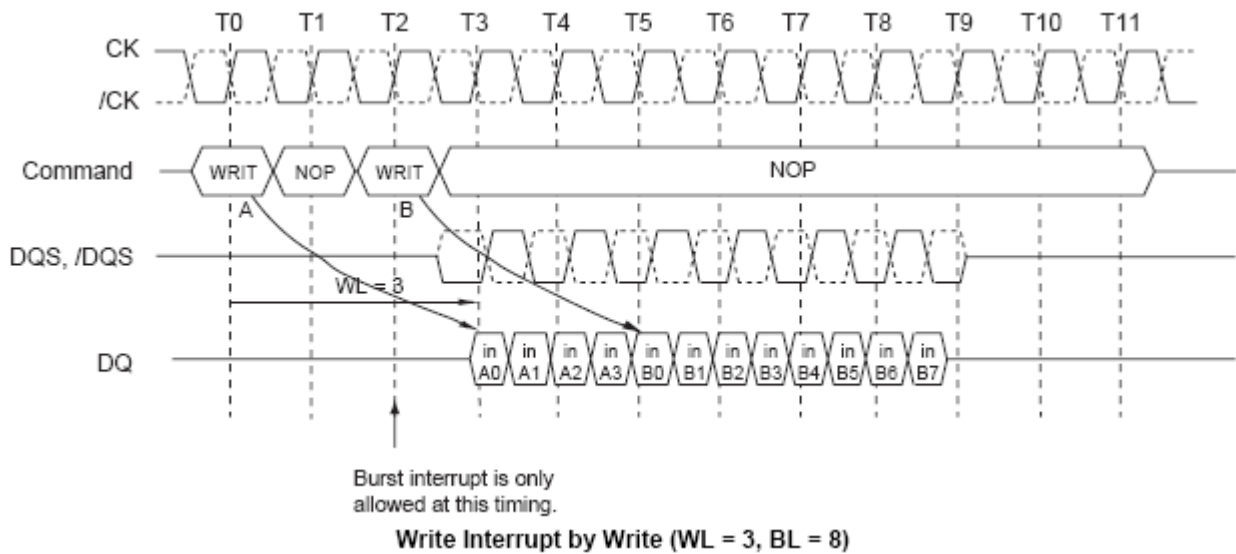 T0 T1 T2 T3 T4 T5 T6 T7 T8 T9 T10 T11
CK
/CK
Command WRIT NOP WRIT NOP
A B
DQS, /DQS
WL = 3
DQ in A0 in A1 in A2 in A3 in B0 in B1 in B2 in B3 in B4 in B5 in B6 in B7
Burst interrupt is only
allowed at this timing.
Write Interrupt by Write (WL = 3, BL = 8)